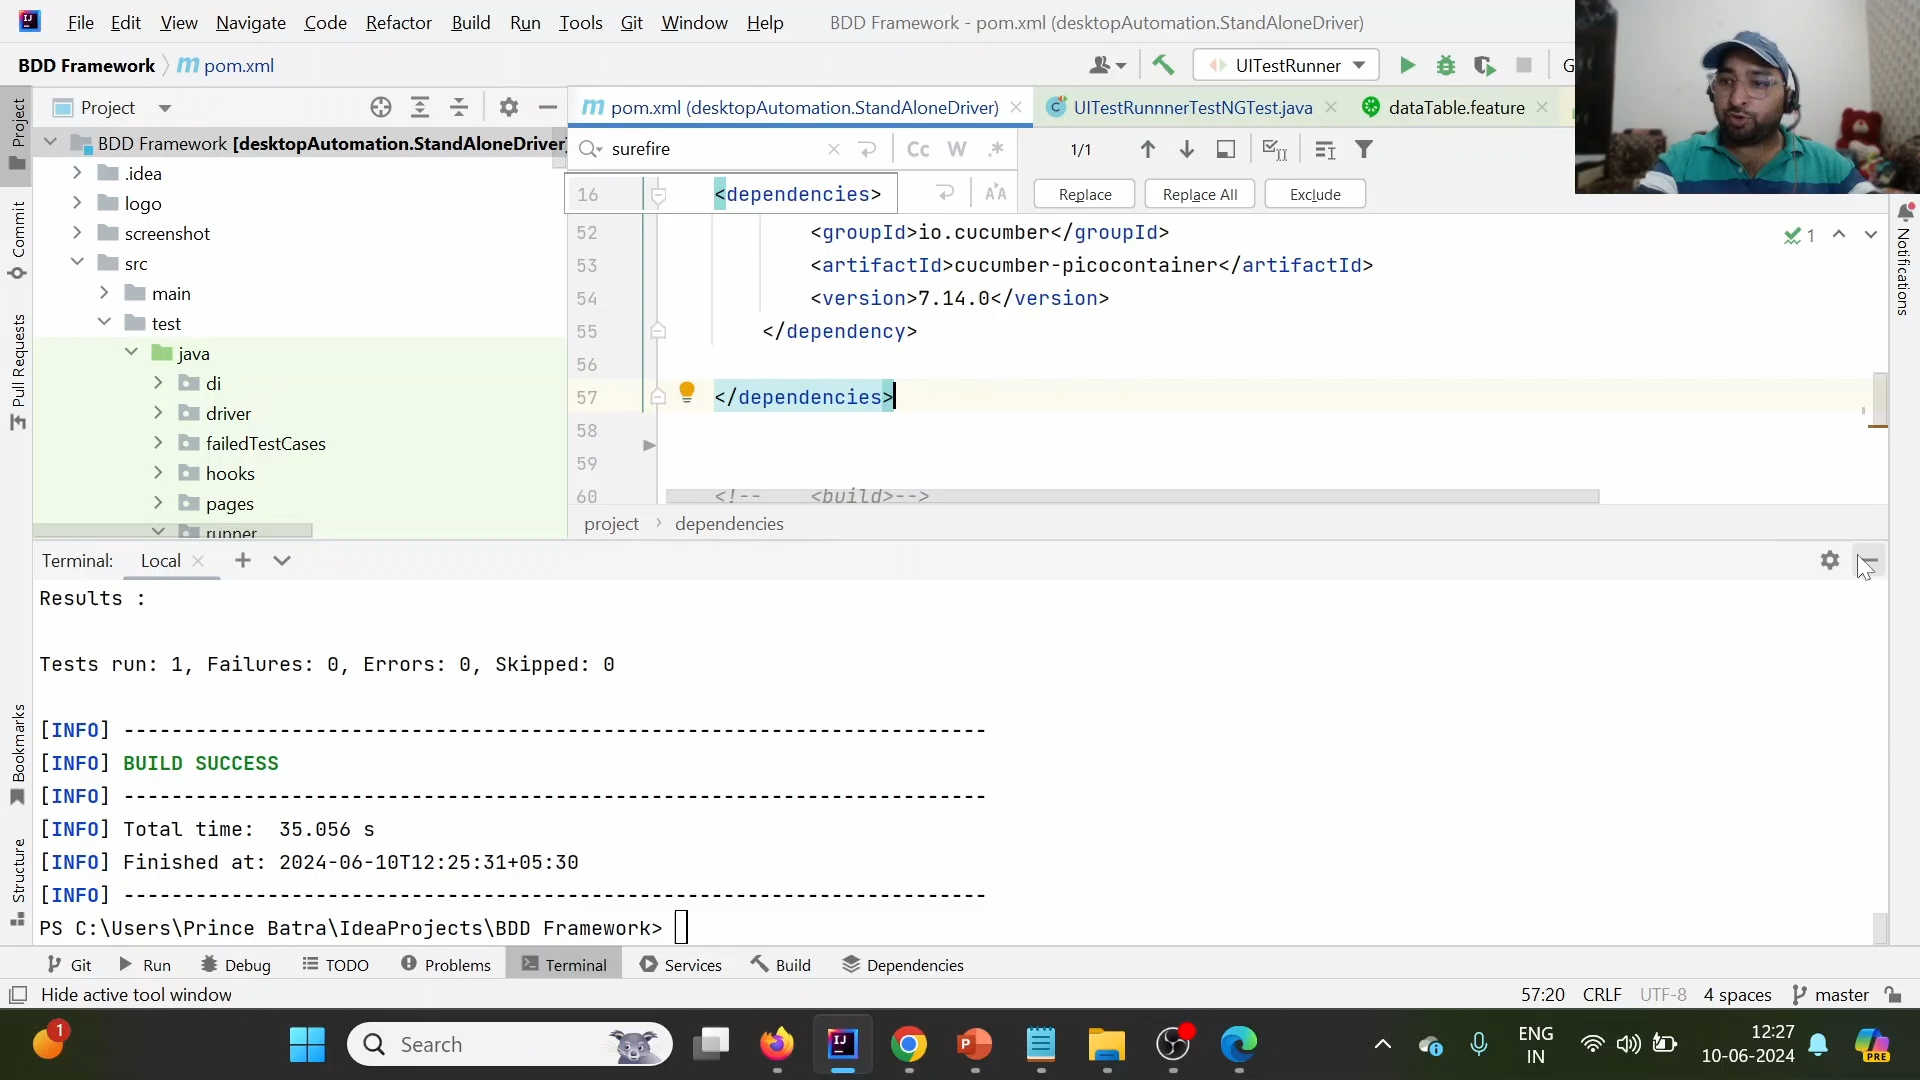 File Edit View Navigate Code Refactor Build Run Tools Git Window Help BDD Framework - pom.xml (desktopAutomation.StandAloneDriver)
BDD Framework pom.xml UITestRunner
Project pom.xml (desktopAutomation.StandAloneDriver) UITestRunnnerTestNGTest.java dataTable.feature
BDD Framework [desktopAutomation.StandAloneDriver]
.idea
logo
screenshot
src
main
test
java
di
driver
failedTestCases
hooks
pages
runner
surefire Cc W .* 1/1
Replace Replace All Exclude
16 <dependencies>
52 <groupId>io.cucumber</groupId>
53 <artifactId>cucumber-picocontainer</artifactId>
54 <version>7.14.0</version>
55 </dependency>
56
57 </dependencies>
58
59
60 <!-- <build>-->
1
project dependencies
Project
Commit
Pull Requests
Bookmarks
Structure
Notifications
Terminal: Local
Results :
Tests run: 1, Failures: 0, Errors: 0, Skipped: 0
[INFO] ------------------------------------------------------------------------
[INFO] BUILD SUCCESS
[INFO] ------------------------------------------------------------------------
[INFO] Total time:  35.056 s
[INFO] Finished at: 2024-06-10T12:25:31+05:30
[INFO] ------------------------------------------------------------------------
PS C:\Users\Prince Batra\IdeaProjects\BDD Framework>
Git Run Debug TODO Problems Terminal Services Build Dependencies
Hide active tool window 57:20 CRLF UTF-8 4 spaces master
1 Search ENG IN 12:27 10-06-2024 PRE